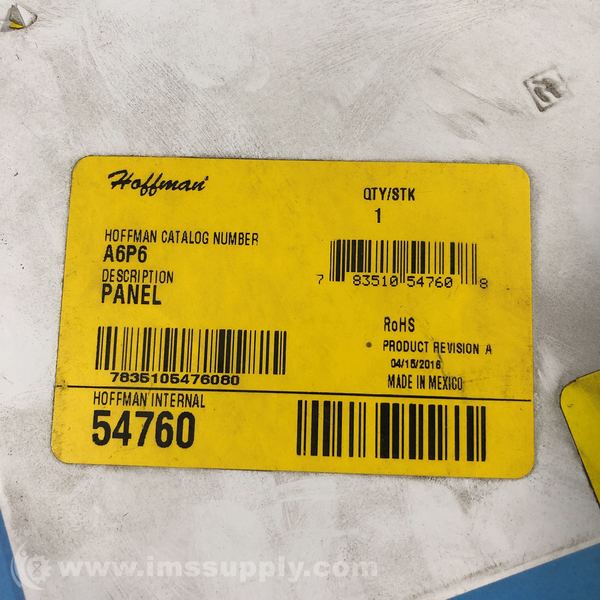 Hoffman
QTY/STK
1
HOFFMAN CATALOG NUMBER
A6P6
DESCRIPTION
PANEL
7 83510 54760 8
RoHS
PRODUCT REVISION A
04/15/2016
MADE IN MEXICO
7835105476080
HOFFMAN INTERNAL
54760
www.imssupply.com